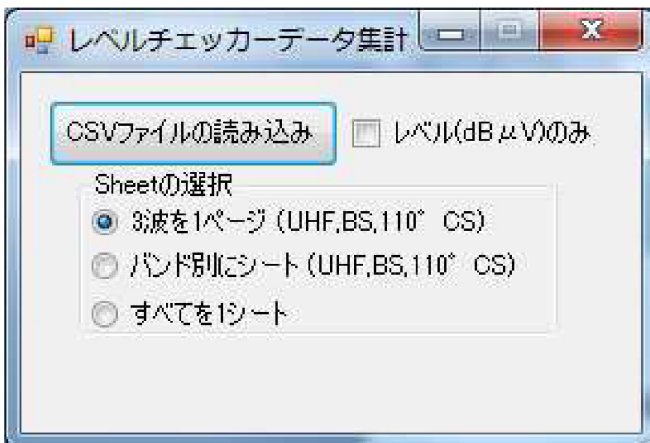 レベルチェッカーデータ集計
CSVファイルの読み込み レベル(dBμV)のみ
Sheetの選択
3波を1ページ (UHF,BS,110° CS)
バンド別にシート (UHF,BS,110° CS)
すべてを1シート